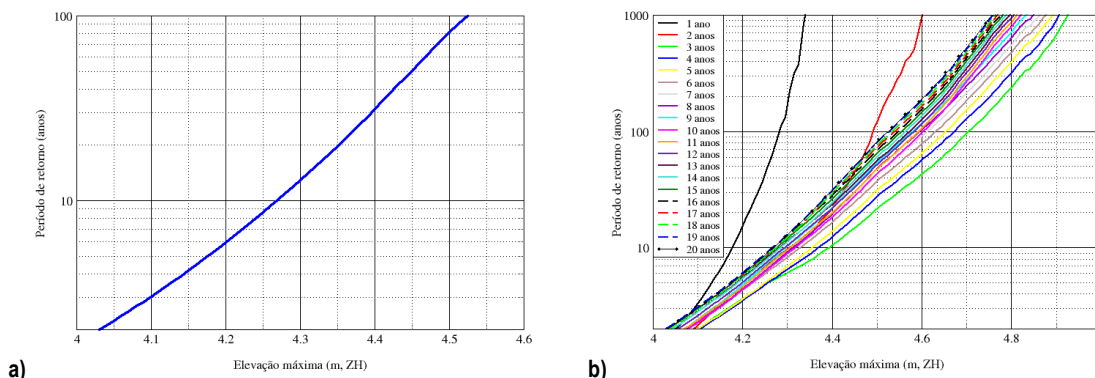 100
10
Período de retorno (anos)
4
4.1
4.2
4.3
4.4
4.5
4.6
Elevação máxima (m, ZH)
a)
1000
100
10
Período de retorno (anos)
1 ano
2 anos
3 anos
4 anos
5 anos
6 anos
7 anos
8 anos
9 anos
10 anos
11 anos
12 anos
13 anos
14 anos
15 anos
16 anos
17 anos
18 anos
19 anos
20 anos
4
4.2
4.4
4.6
4.8
Elevação máxima (m, ZH)
b)